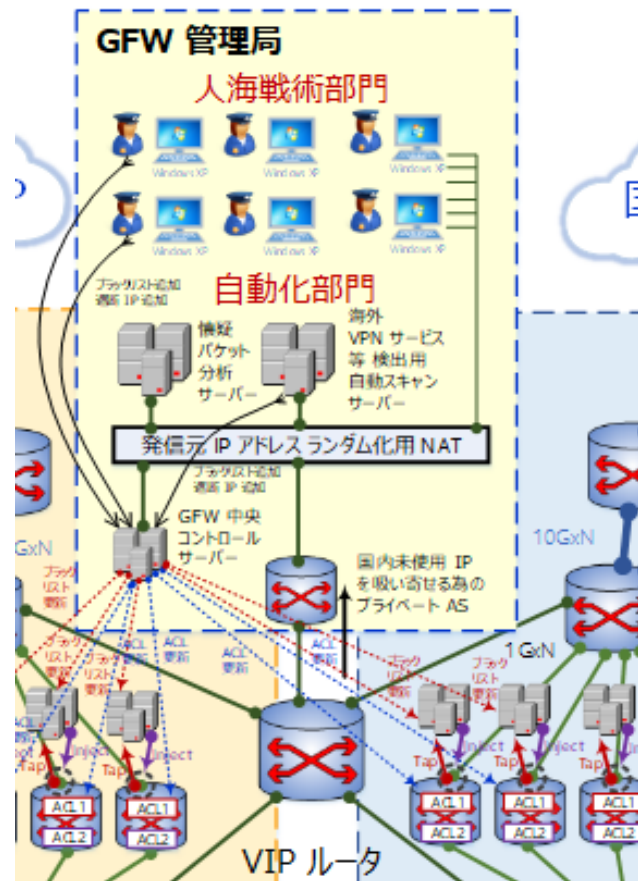 GFW 管理局
人海戦術部門
Windows XP
Windows XP
Windows XP
Windows XP
Windows XP
Windows XP
ブラックリスト追加
遮断 IP 追加
自動化部門
懐疑
パケット
分析
サーバー
海外
VPN サービス
等 検出用
自動スキャン
サーバー
発信元 IP アドレス ランダム化用 NAT
ブラックリスト追加
遮断 IP 追加
GFW 中央
コントロール
サーバー
国内未使用 IP
を吸い寄せる為の
プライベート AS
GxN
10GxN
1GxN
ブラック
リスト
更新
ブラック
リスト
更新
ブラック
リスト
更新
ACL
更新
ACL
更新
ACL
更新
ブラック
リスト
更新
ブラック
リスト
更新
Tap
Inject
Tap
Inject
Tap
Inject
Tap
ACL1
ACL2
ACL1
ACL2
ACL1
ACL2
ACL1
ACL2
ACL1
ACL2
VIP ルータ